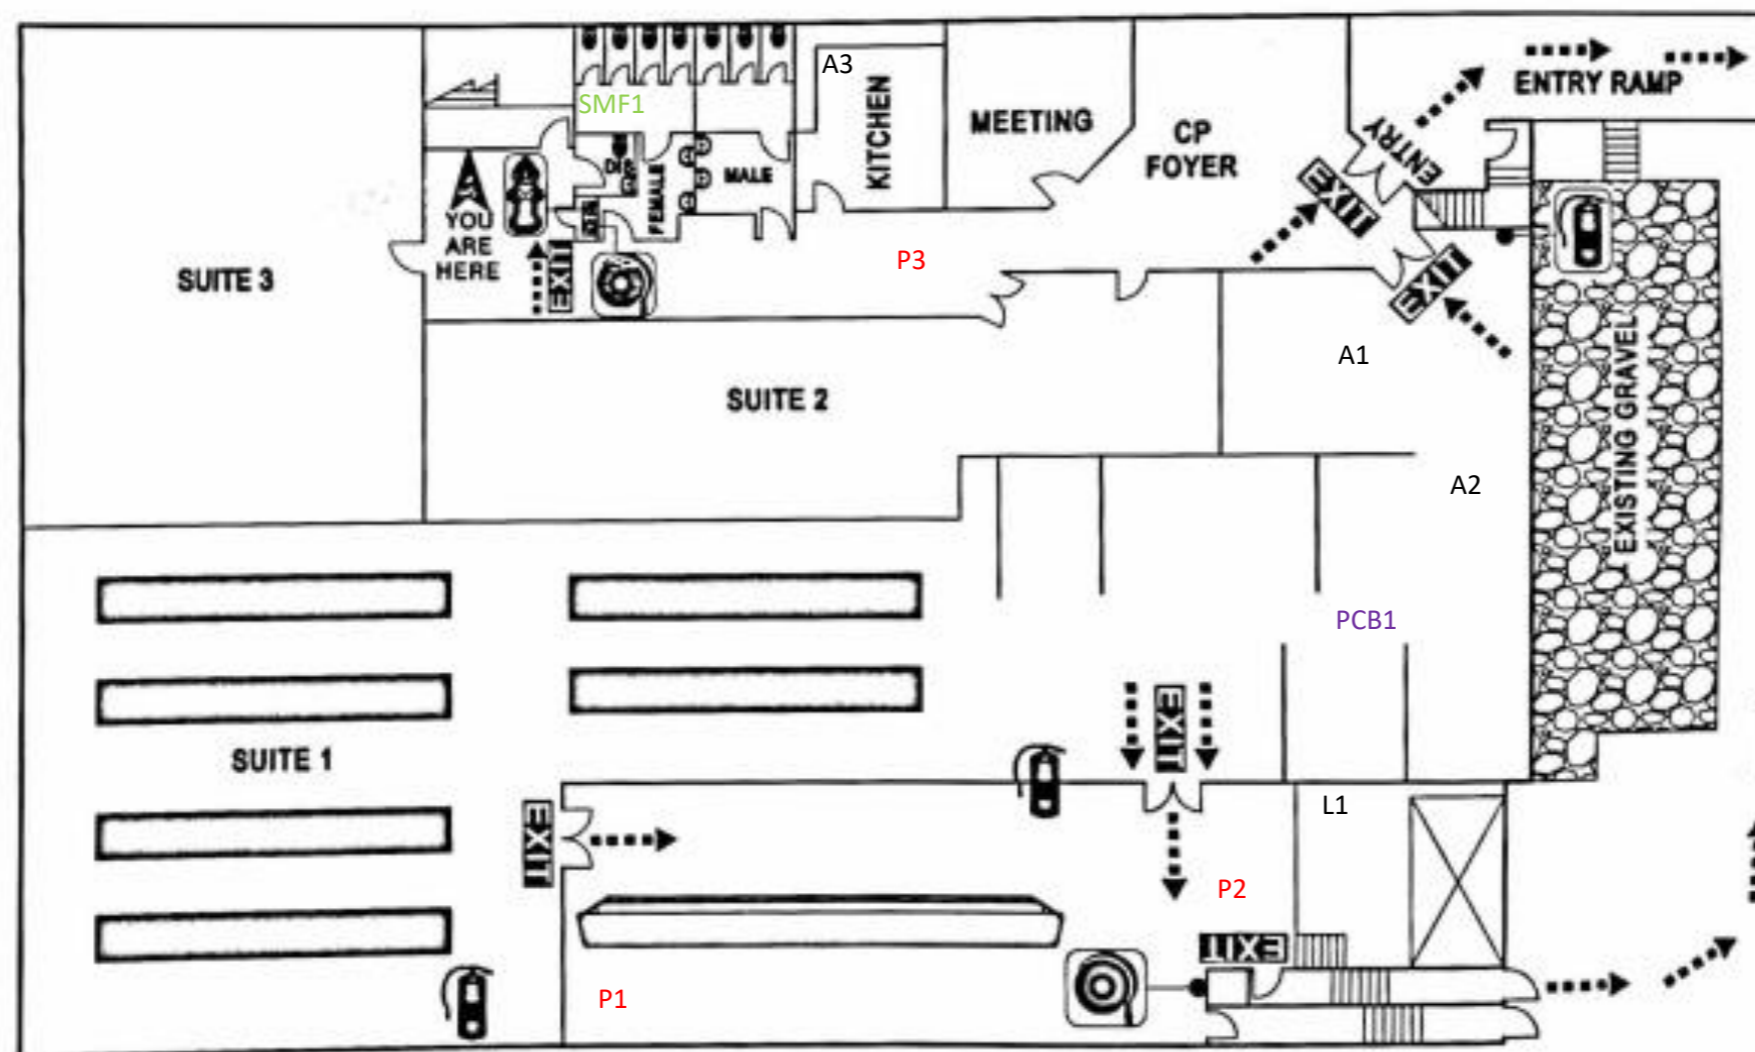 A3
SMF1
ENTRY RAMP
KITCHEN
MEETING
CP
FOYER
ENTRY
EXIT
DIS
FEMALE
MALE
YOU
ARE
HERE
EXIT
P3
EXIT
SUITE 3
A1
EXISTING GRAVEL
SUITE 2
A2
PCB1
EXIT
SUITE 1
L1
EXIT
P2
EXIT
P1